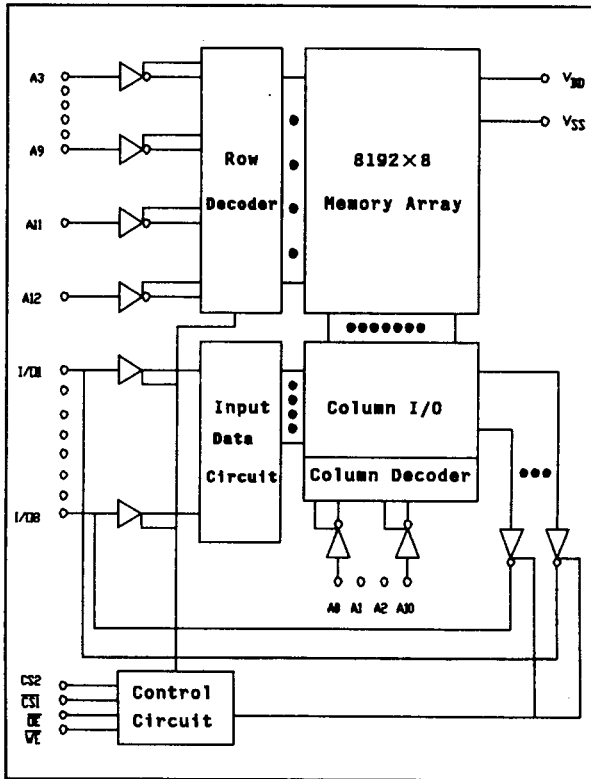 A3
A9
A11
A12
Row
Decoder
8192×8
Memory Array
VDD
VSS
I/O1
I/O8
Input
Data
Circuit
Column I/O
Column Decoder
A0 A1 A2 A10
CS2
CS1
OE
WE
Control
Circuit